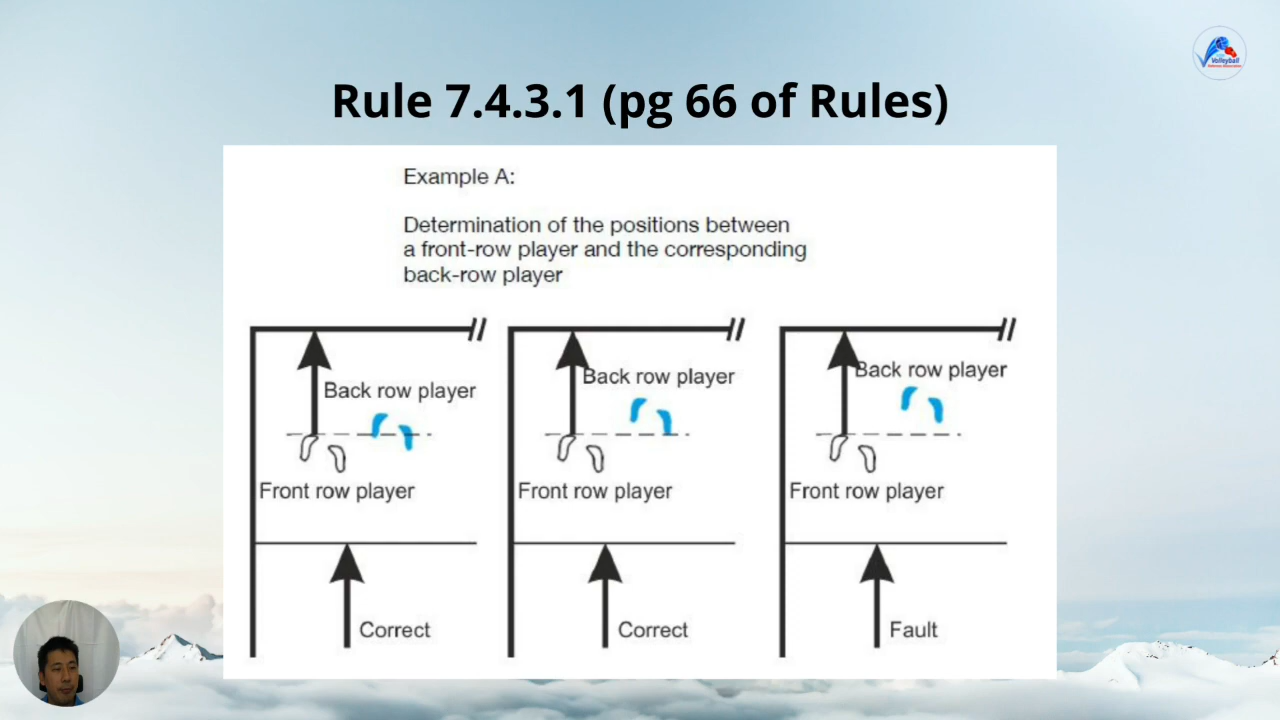 Volleyball
Rule 7.4.3.1 (pg 66 of Rules)
Example A:
Determination of the positions between
a front-row player and the corresponding
back-row player
Back row player
Front row player
Correct
Back row player
Front row player
Correct
Back row player
Front row player
Fault